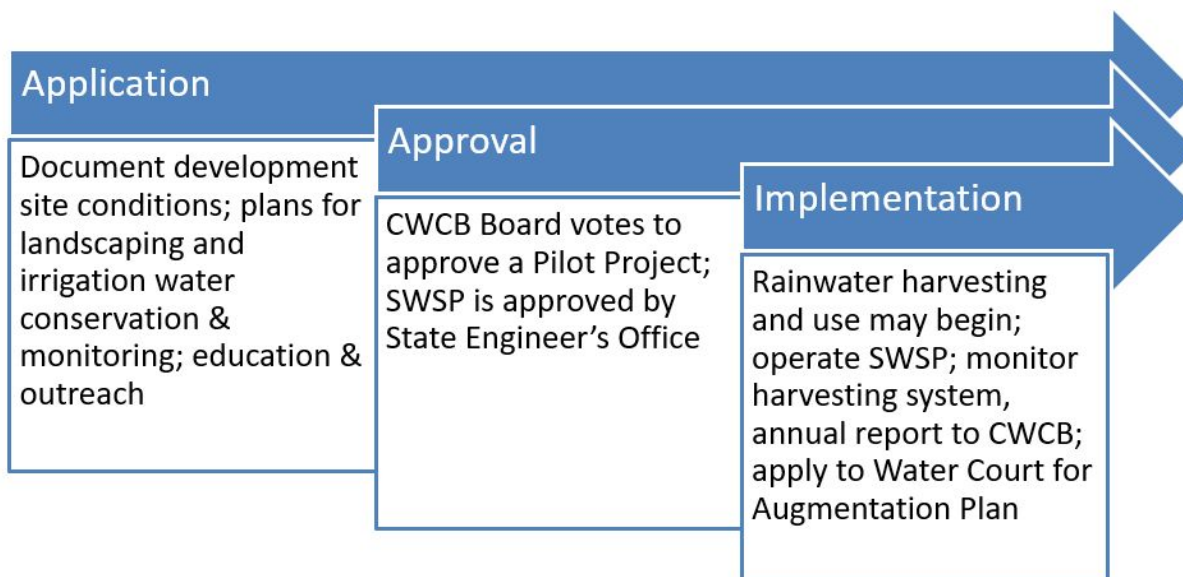 Application
Document development
site conditions; plans for
landscaping and
irrigation water
conservation &
monitoring; education &
outreach
Approval
CWCB Board votes to
approve a Pilot Project;
SWSP is approved by
State Engineer’s Office
Implementation
Rainwater harvesting
and use may begin;
operate SWSP; monitor
harvesting system,
annual report to CWCB;
apply to Water Court for
Augmentation Plan